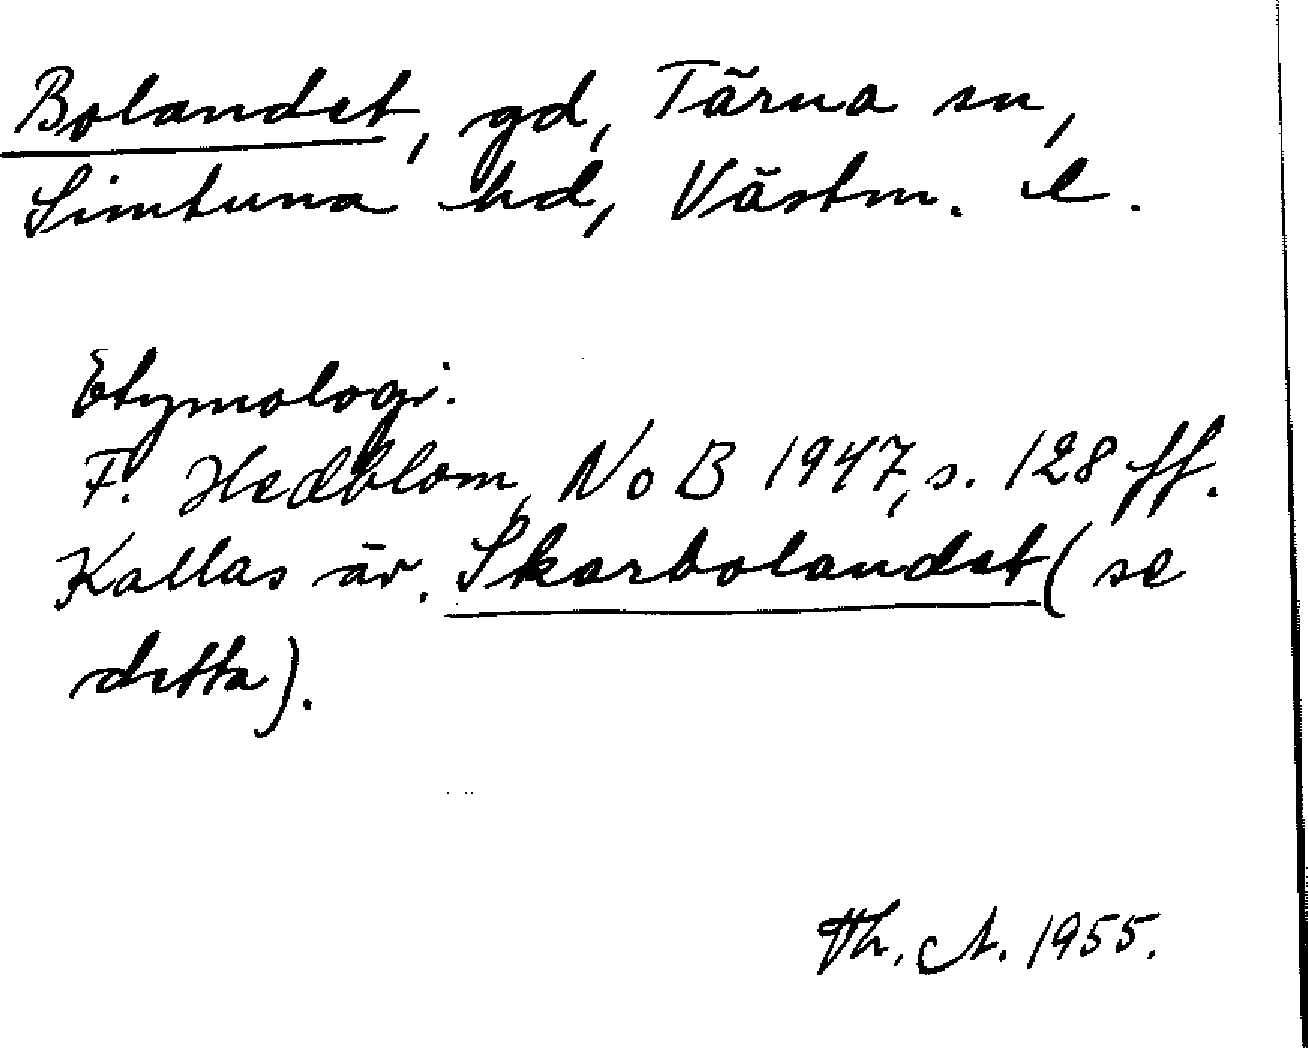 Bolandet, gd, Tärna sn,
Simtuna hd, Västm. l.
Etymologi:
F. Hedblom, NoB 1947, s. 128 ff.
Kallas äv. Skarbolandet (se
detta).
Th. A. 1955.